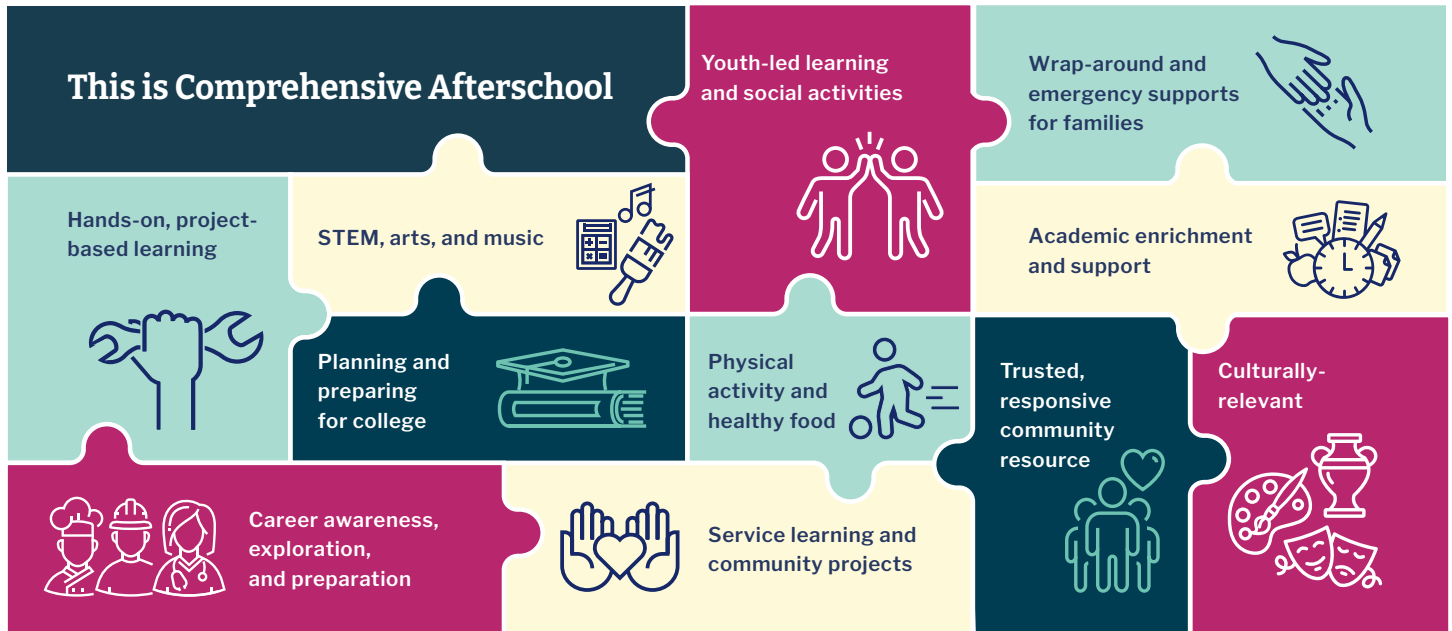 This is Comprehensive Afterschool
Youth-led learning
and social activities
Wrap-around and
emergency supports
for families
Hands-on, project-
based learning
STEM, arts, and music
Academic enrichment
and support
Planning and
preparing
for college
Physical
activity and
healthy food
Trusted,
responsive
community
resource
Culturally-
relevant
Career awareness,
exploration,
and preparation
Service learning and
community projects